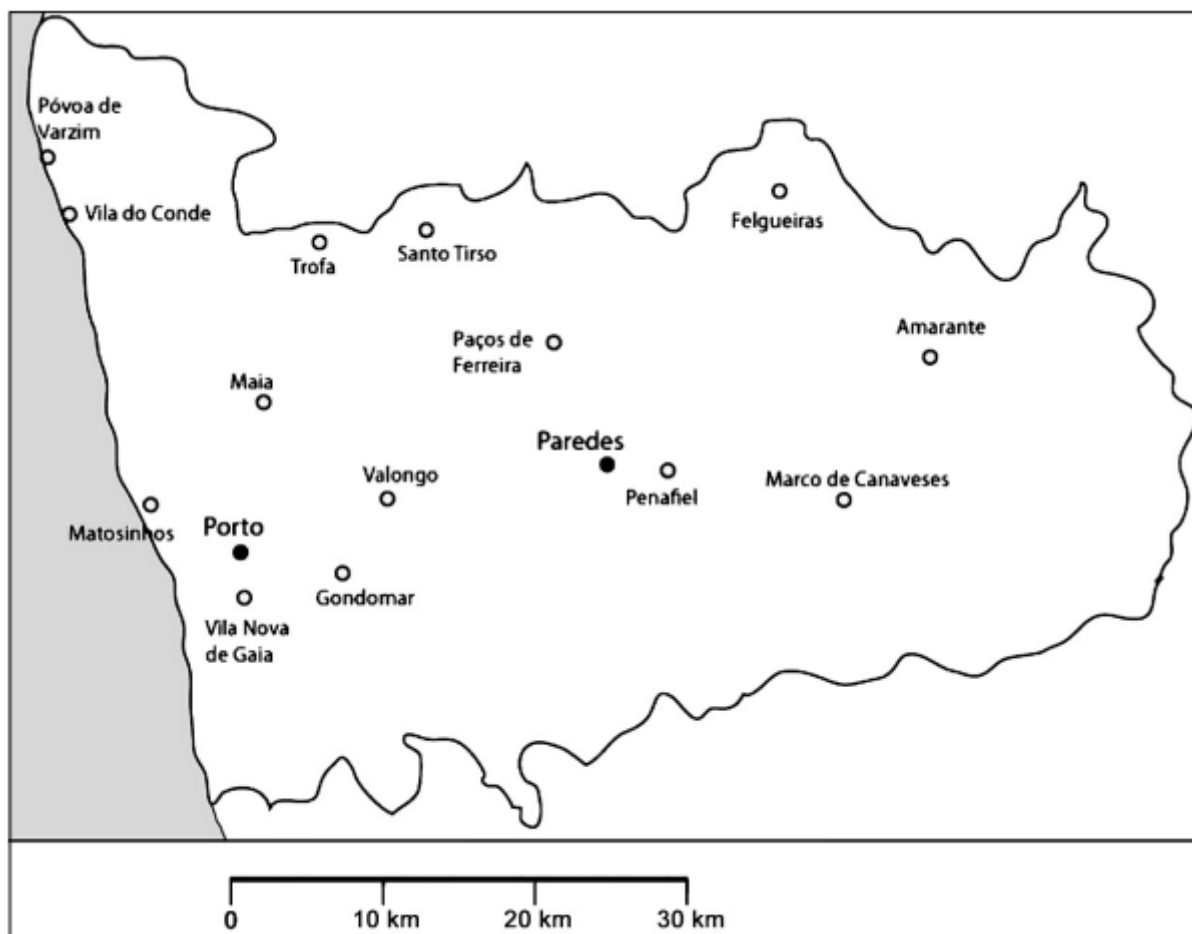 Póvoa de
Varzim
Vila do Conde
Felgueiras
Trofa
Santo Tirso
Amarante
Paços de
Ferreira
Maia
Paredes
Valongo
Penafiel
Marco de Canaveses
Matosinhos
Porto
Gondomar
Vila Nova
de Gaia
0 10 km 20 km 30 km